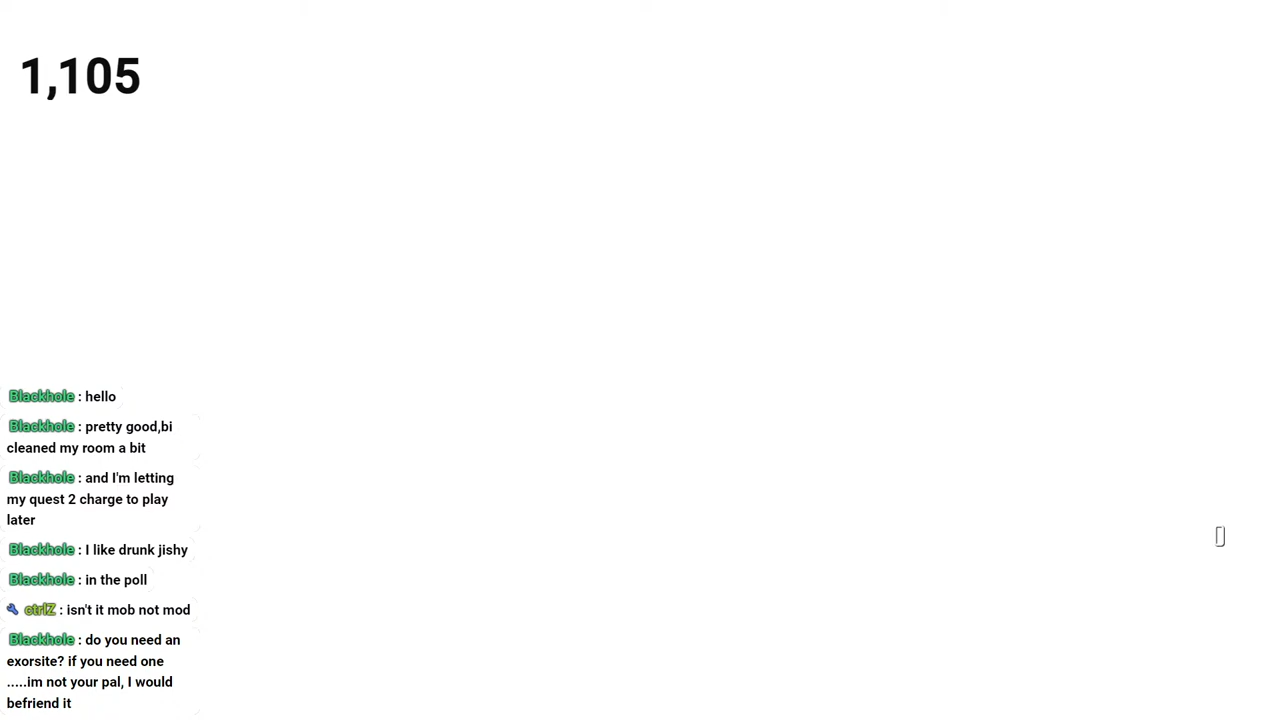 1,105
Blackhole : hello
Blackhole : pretty good,bi
cleaned my room a bit
Blackhole : and I'm letting
my quest 2 charge to play
later
Blackhole : I like drunk jishy
Blackhole : in the poll
ctrlZ : isn't it mob not mod
Blackhole : do you need an
exorsite? if you need one
.....im not your pal, I would
befriend it